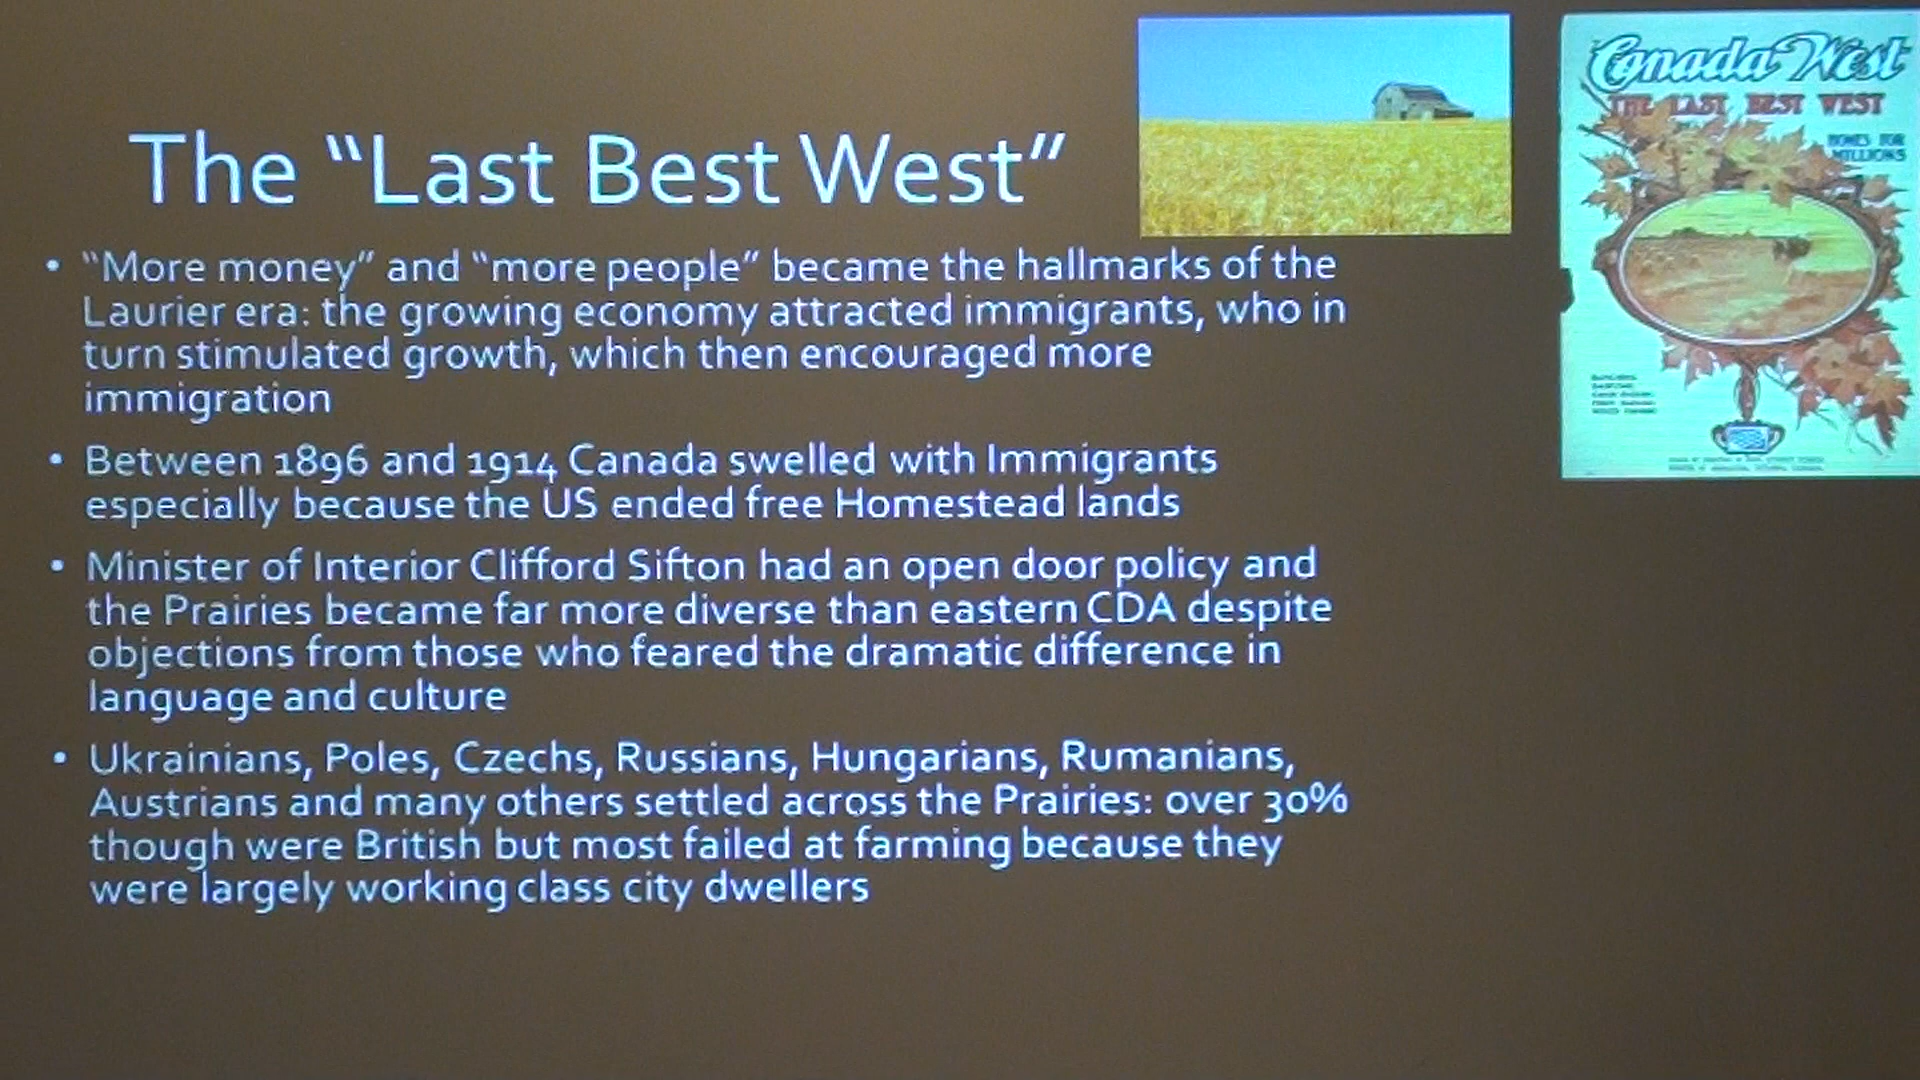 The “Last Best West”
• “More money” and “more people” became the hallmarks of the
Laurier era: the growing economy attracted immigrants, who in
turn stimulated growth, which then encouraged more
immigration
• Between 1896 and 1914 Canada swelled with Immigrants
especially because the US ended free Homestead lands
• Minister of Interior Clifford Sifton had an open door policy and
the Prairies became far more diverse than eastern CDA despite
objections from those who feared the dramatic difference in
language and culture
• Ukrainians, Poles, Czechs, Russians, Hungarians, Rumanians,
Austrians and many others settled across the Prairies: over 30%
though were British but most failed at farming because they
were largely working class city dwellers
Canada West
THE LAST BEST WEST
HOMES FOR
MILLIONS